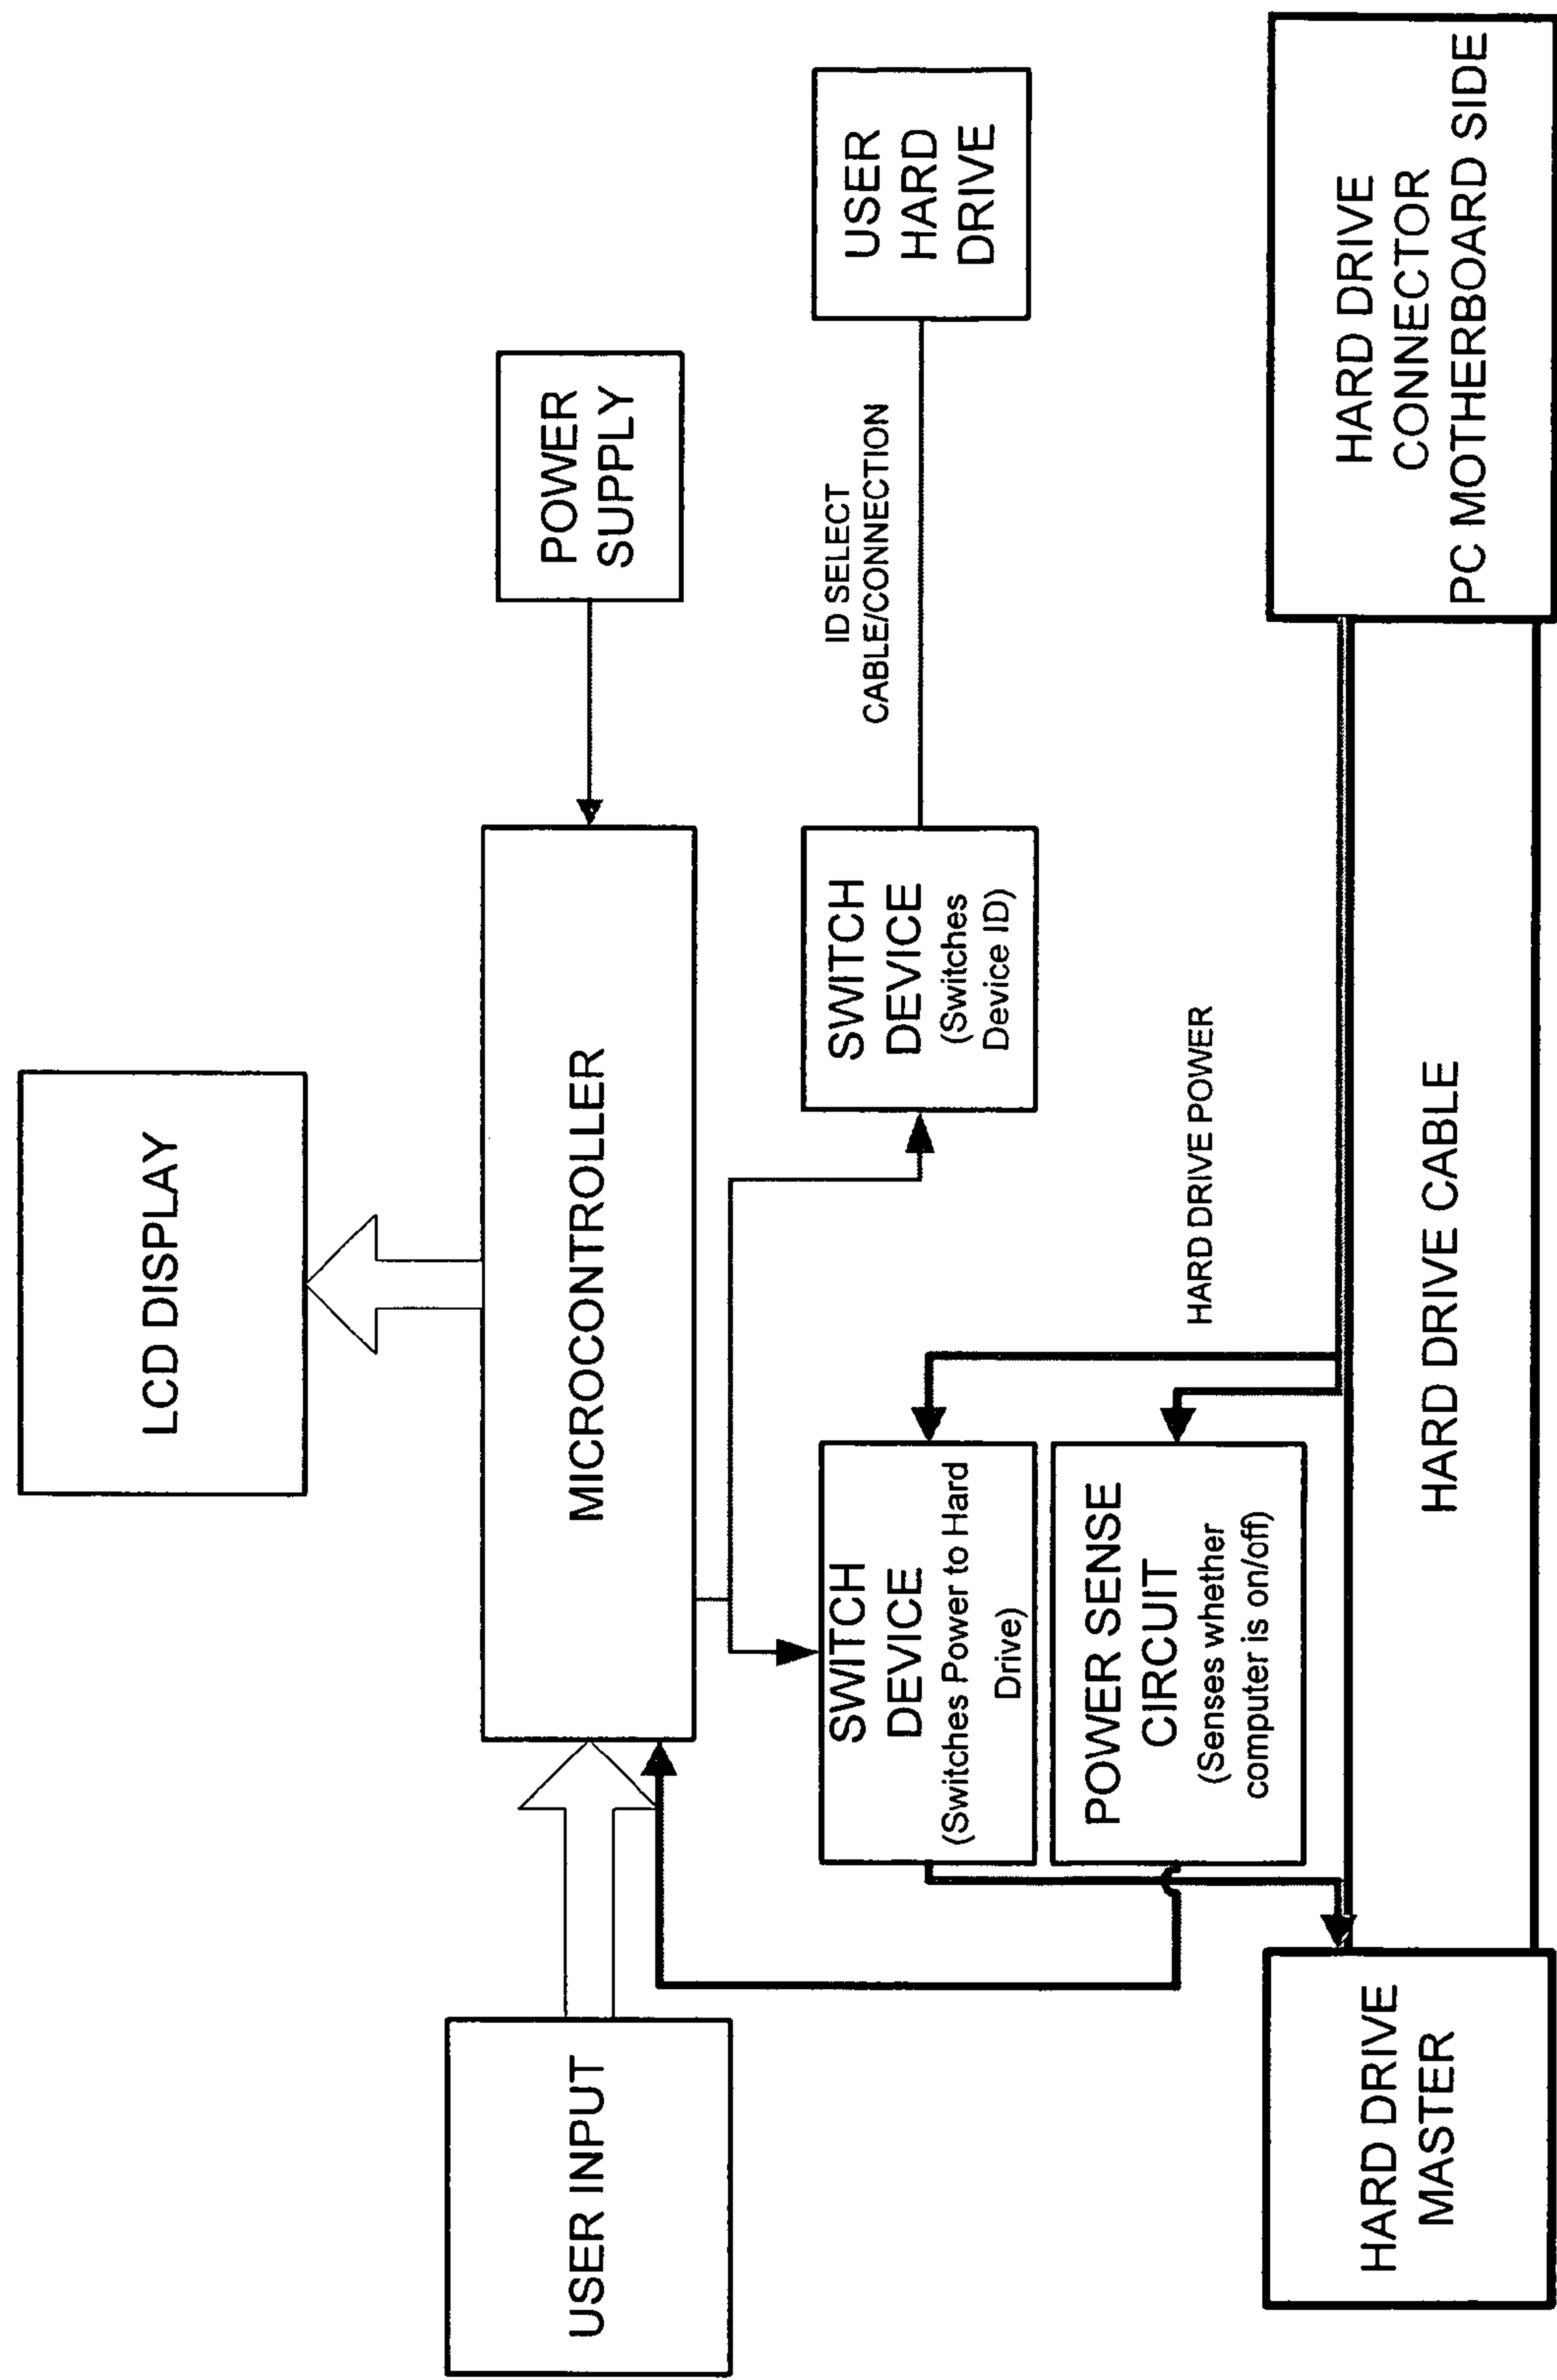 LCD DISPLAY
USER INPUT
MICROCONTROLLER
POWER
SUPPLY
SWITCH
DEVICE
(Switches Power to Hard
Drive)
SWITCH
DEVICE
(Switches
Device ID)
ID SELECT
CABLE/CONNECTION
USER
HARD
DRIVE
POWER SENSE
CIRCUIT
(Senses whether
computer is on/off)
HARD DRIVE POWER
HARD DRIVE
MASTER
HARD DRIVE CABLE
HARD DRIVE
CONNECTOR
PC MOTHERBOARD SIDE